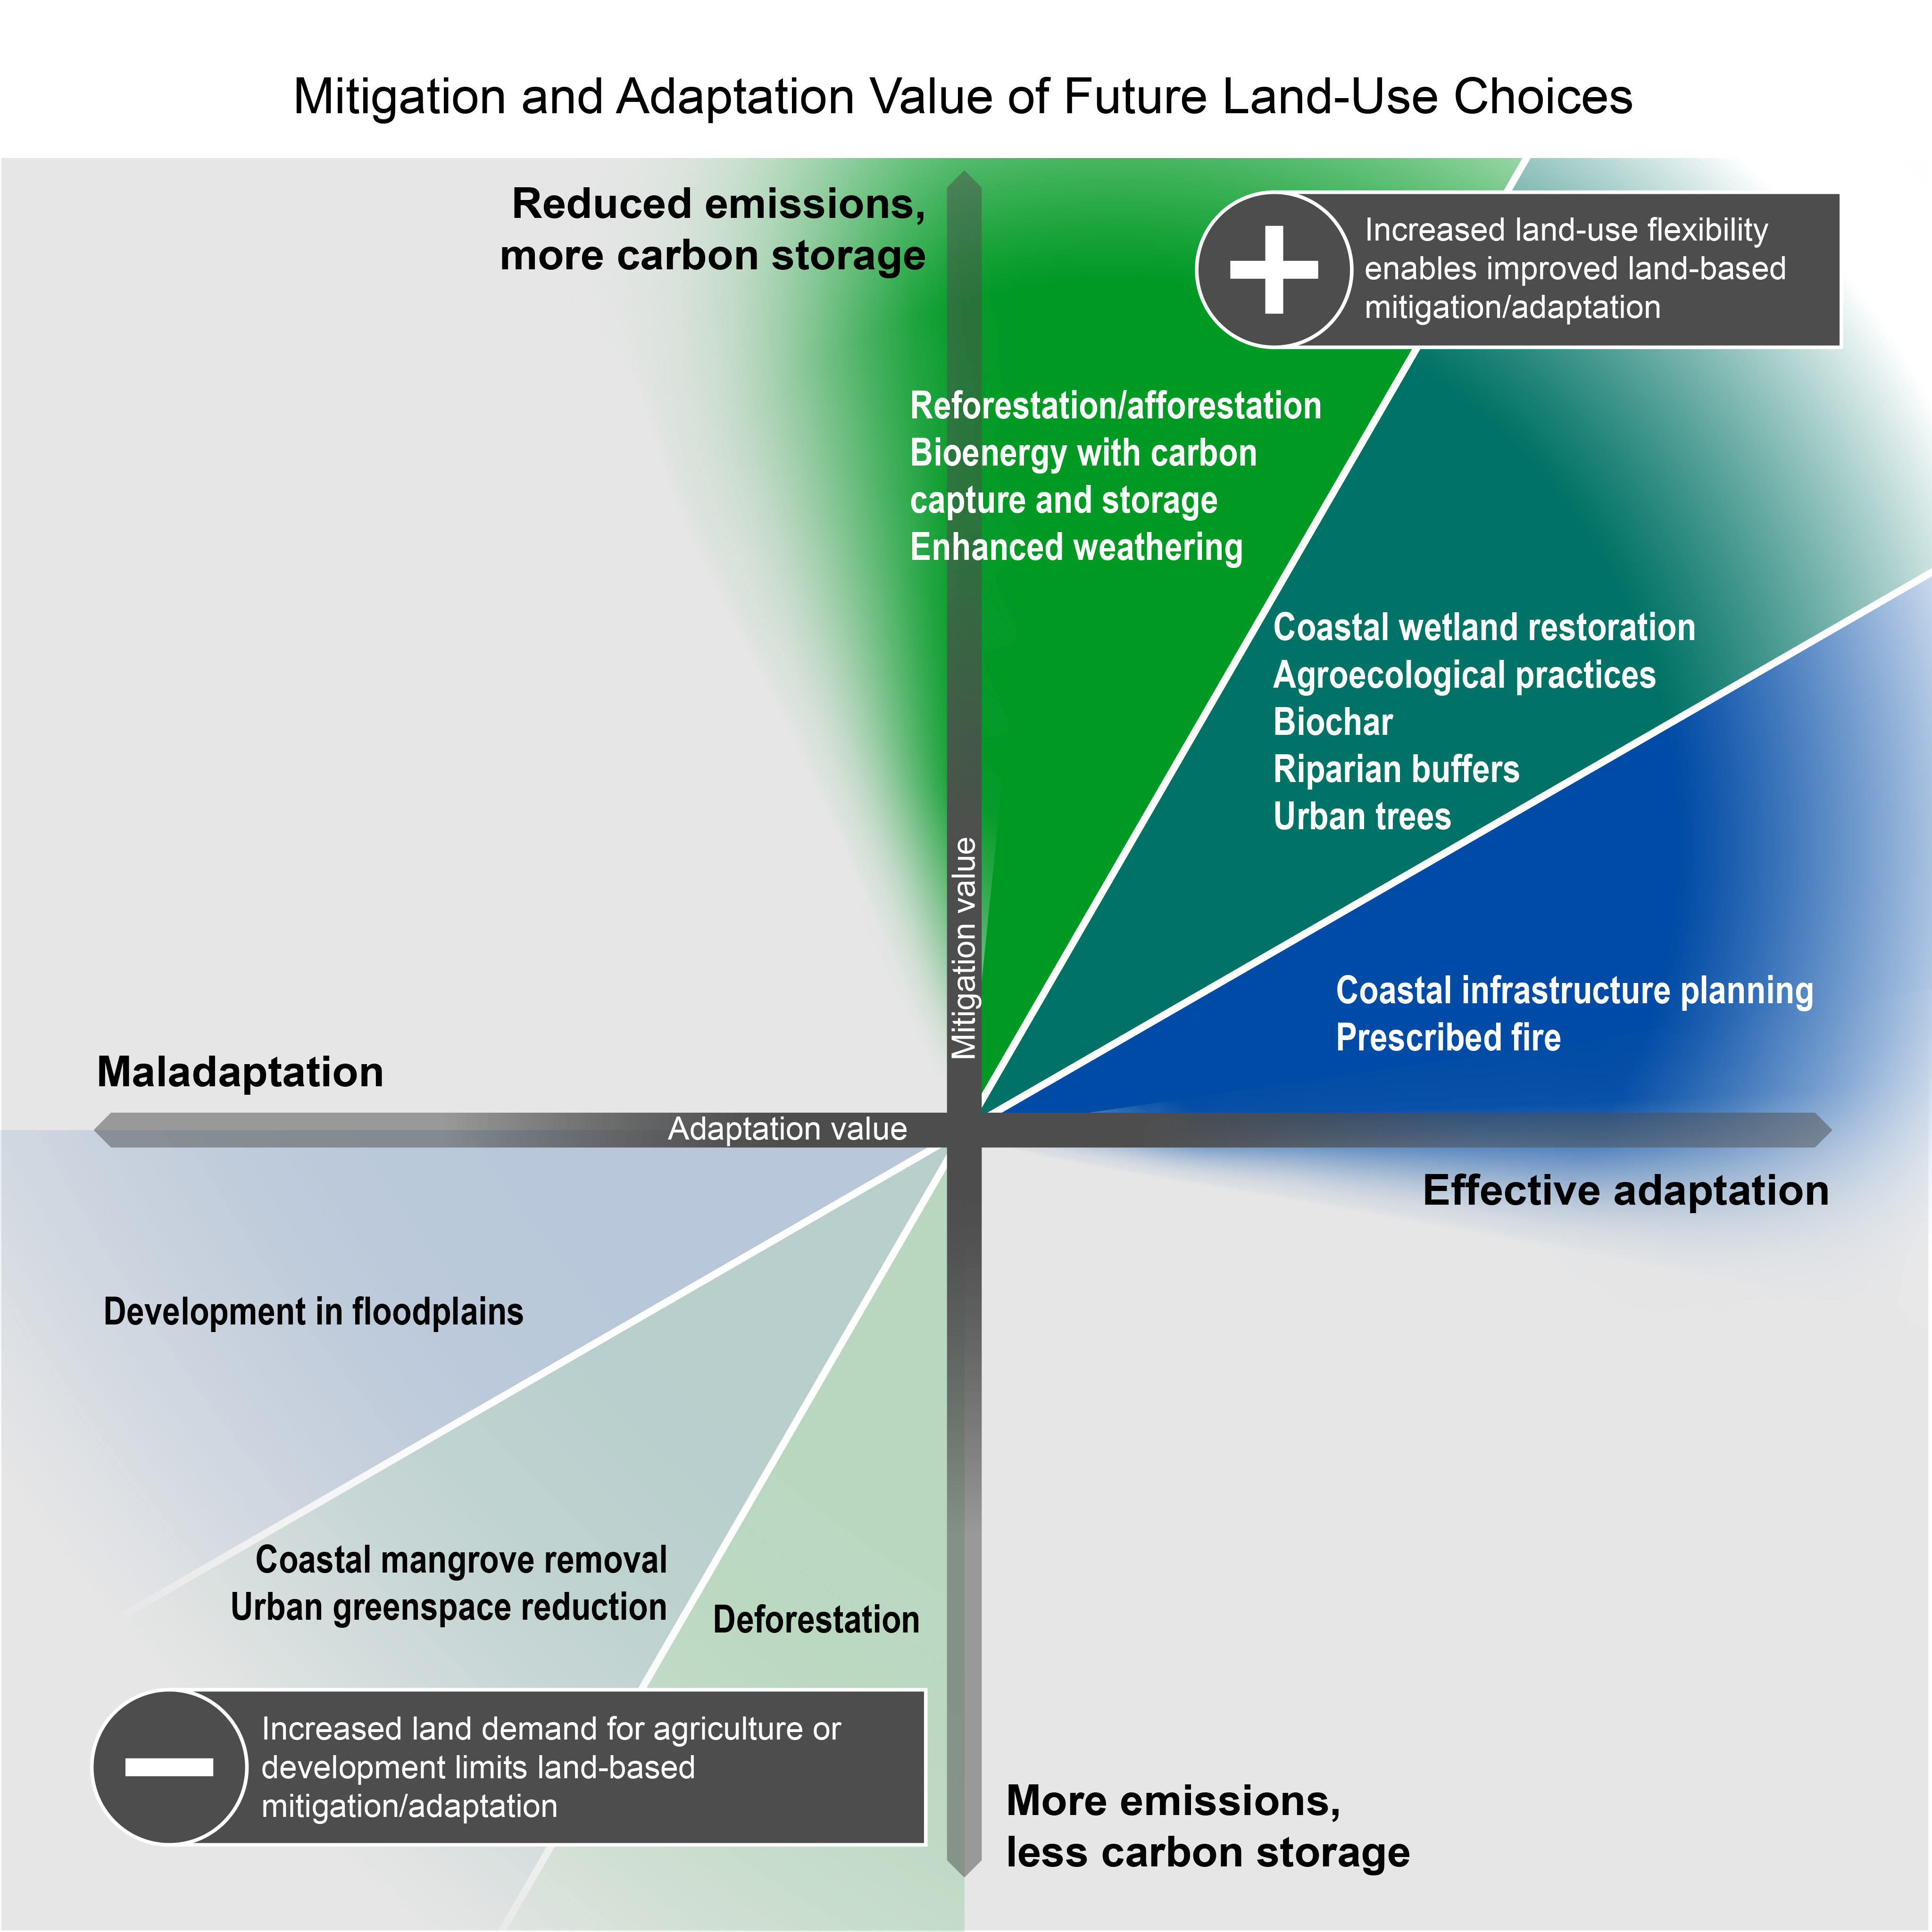 Mitigation and Adaptation Value of Future Land-Use Choices
Reduced emissions,
more carbon storage
Increased land-use flexibility
enables improved land-based
mitigation/adaptation
Reforestation/afforestation
Bioenergy with carbon
capture and storage
Enhanced weathering
Coastal wetland restoration
Agroecological practices
Biochar
Riparian buffers
Urban trees
Mitigation value
Coastal infrastructure planning
Prescribed fire
Maladaptation
Adaptation value
Effective adaptation
Development in floodplains
Coastal mangrove removal
Urban greenspace reduction
Deforestation
Increased land demand for agriculture or
development limits land-based
mitigation/adaptation
More emissions,
less carbon storage